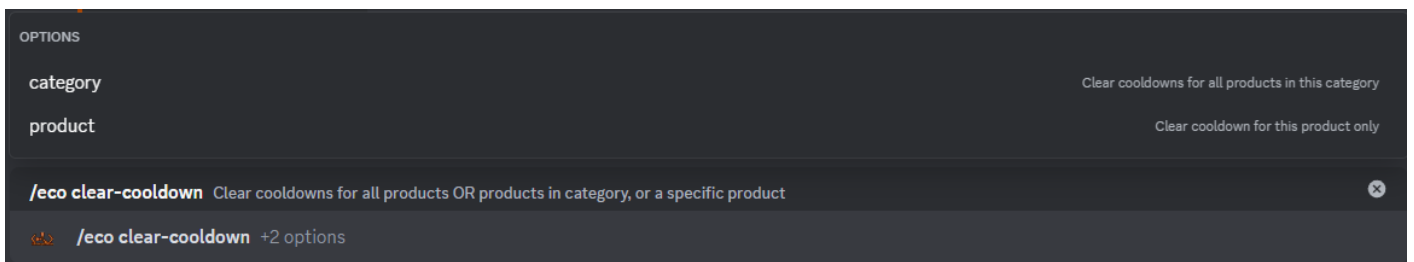 OPTIONS
category Clear cooldowns for all products in this category
product Clear cooldown for this product only
/eco clear-cooldown Clear cooldowns for all products OR products in category, or a specific product
/eco clear-cooldown +2 options